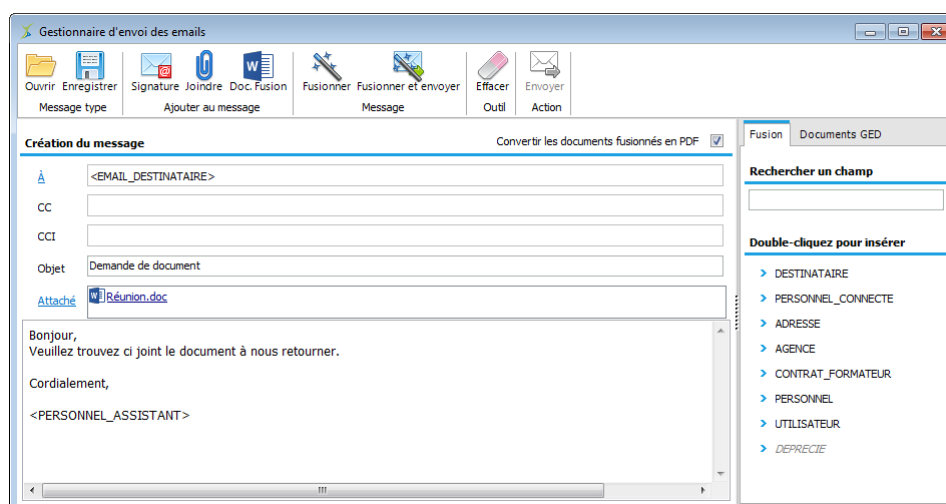 Gestionnaire d'envoi des emails
Ouvrir Enregistrer Signature Joindre Doc. Fusion Fusionner Fusionner et envoyer Effacer Envoyer
Message type Ajouter au message Message Outil Action
Création du message Convertir les documents fusionnés en PDF
À <EMAIL_DESTINATAIRE>
CC
CCI
Objet Demande de document
Attaché Réunion.doc
Bonjour,
Veuillez trouvez ci joint le document à nous retourner.
Cordialement,
<PERSONNEL_ASSISTANT>
Fusion Documents GED
Rechercher un champ
Double-cliquez pour insérer
DESTINATAIRE
PERSONNEL_CONNECTE
ADRESSE
AGENCE
CONTRAT_FORMATEUR
PERSONNEL
UTILISATEUR
DEPRECIE